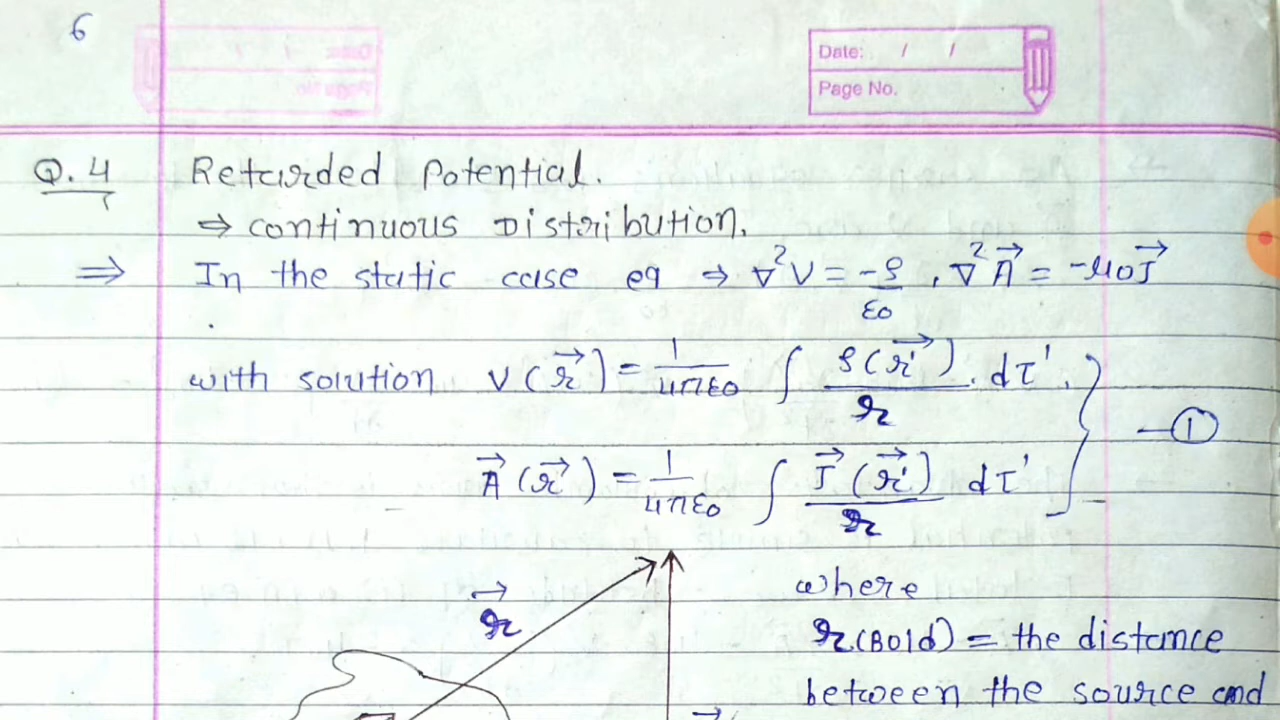 6
Date: / /
Page No.
Q.4 Retarded Potential.
⇒ continuous Distribution.
⇒ In the static case eq ⇒ ∇²V = -ρ/ε0 , ∇²A⃗ = -μ0J⃗
with solution V(r⃗) = 1/4πε0 ∫ ρ(r⃗')/r . dτ' .
A⃗(r⃗) = 1/4πε0 ∫ J⃗(r⃗')/r dτ' } —①
r⃗
where
r(Bold) = the distance
between the source and